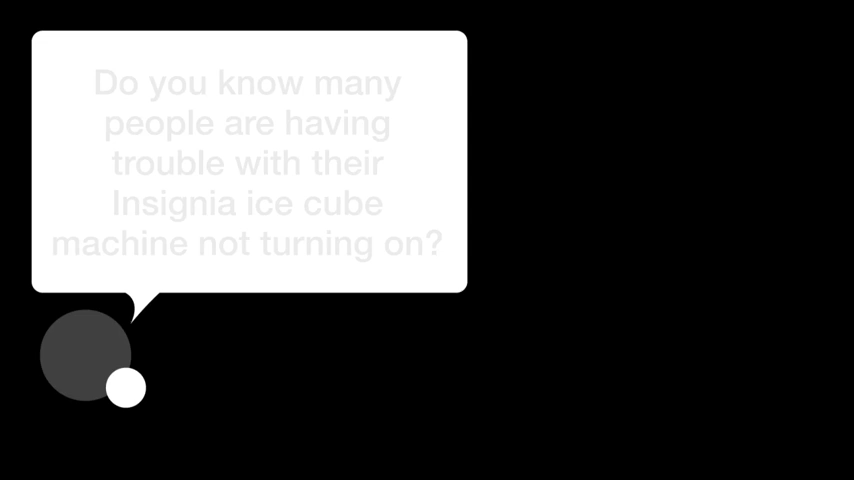 Do you know many
people are having
trouble with their
Insignia ice cube
machine not turning on?